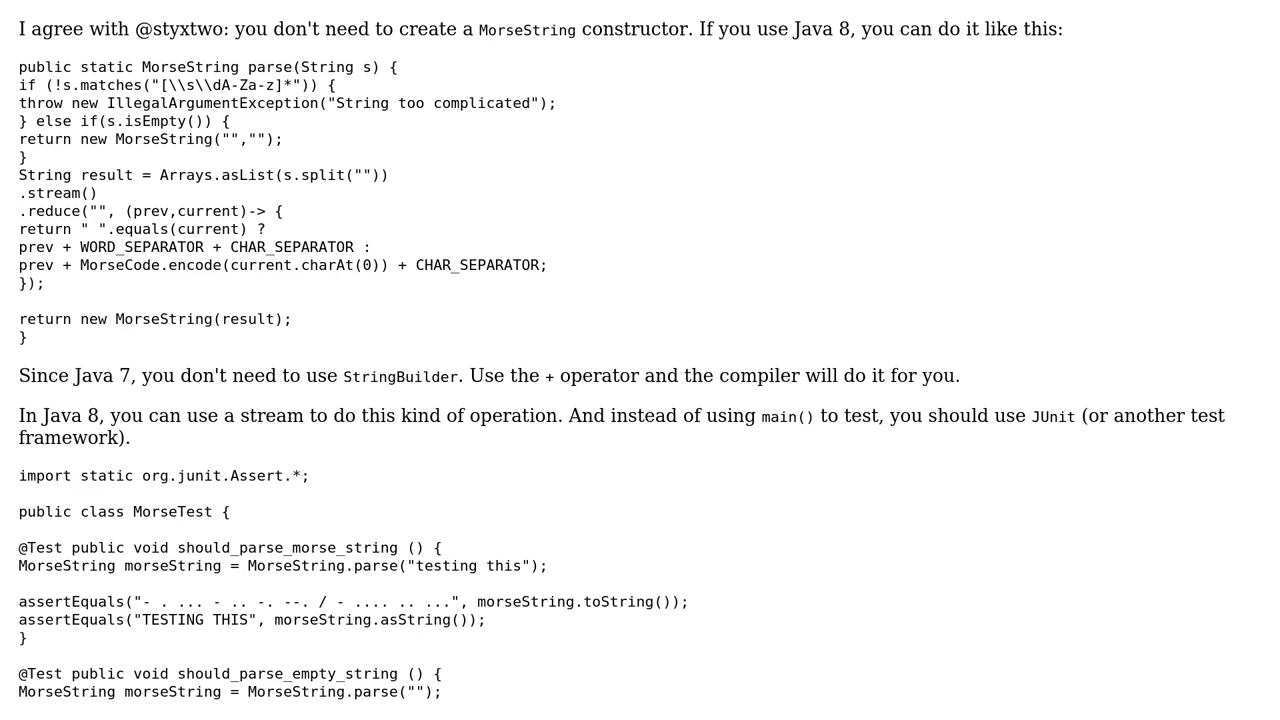 I agree with @styxtwo: you don't need to create a MorseString constructor. If you use Java 8, you can do it like this:
public static MorseString parse(String s) {
if (!s.matches("[\\s\\dA-Za-z]*")) {
throw new IllegalArgumentException("String too complicated");
} else if(s.isEmpty()) {
return new MorseString("","");
}
String result = Arrays.asList(s.split(""))
.stream()
.reduce("", (prev,current)-> {
return " ".equals(current) ?
prev + WORD_SEPARATOR + CHAR_SEPARATOR :
prev + MorseCode.encode(current.charAt(0)) + CHAR_SEPARATOR;
});
return new MorseString(result);
}
Since Java 7, you don't need to use StringBuilder. Use the + operator and the compiler will do it for you.
In Java 8, you can use a stream to do this kind of operation. And instead of using main() to test, you should use JUnit (or another test
framework).
import static org.junit.Assert.*;
public class MorseTest {
@Test public void should_parse_morse_string () {
MorseString morseString = MorseString.parse("testing this");
assertEquals("- . ... - .. -. --. / - .... .. ...", morseString.toString());
assertEquals("TESTING THIS", morseString.asString());
}
@Test public void should_parse_empty_string () {
MorseString morseString = MorseString.parse("");